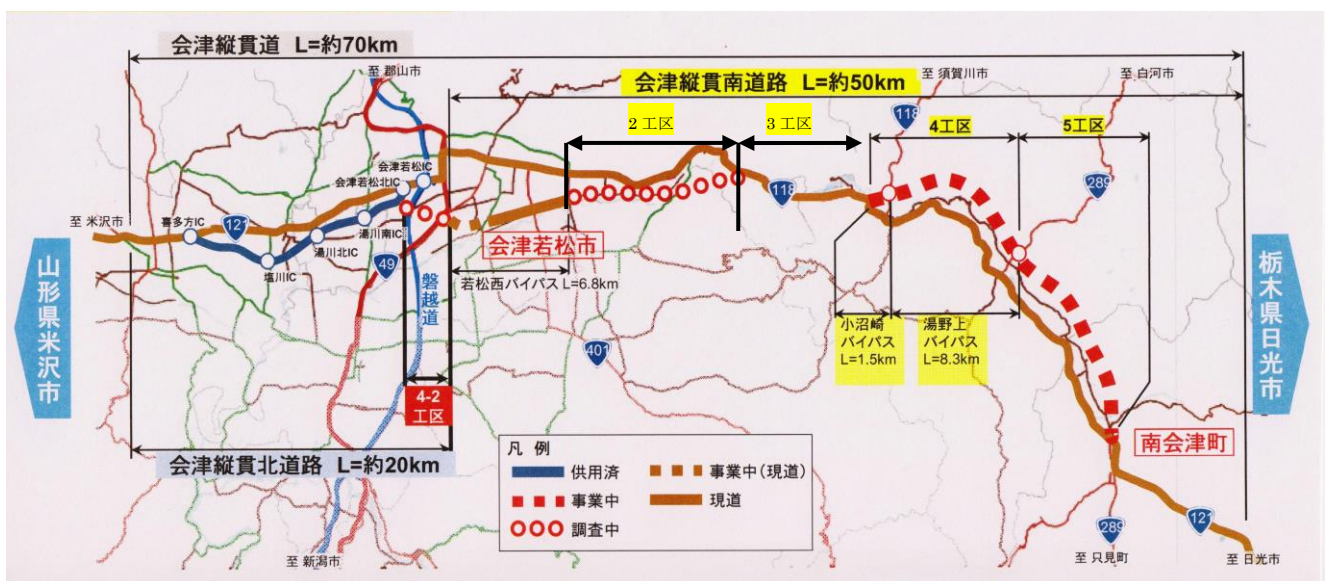 会津縦貫道 L=約70km
至 郡山市
会津縦貫南道路 L=約50km
至 須賀川市
至 白河市
2工区
3工区
4工区
5工区
118
118
289
会津若松IC
会津若松北IC
至 米沢市
喜多方IC
121
湯川南IC
湯川北IC
塩川IC
49
会津若松市
磐越道
若松西バイパス L=6.8km
山形県米沢市
栃木県日光市
小沼崎
バイパス
L=1.5km
湯野上
バイパス
L=8.3km
401
4-2
工区
会津縦貫北道路 L=約20km
南会津町
凡 例
供用済
事業中(現道)
事業中
現道
調査中
121
289
至 新潟市
至 只見町
至 日光市